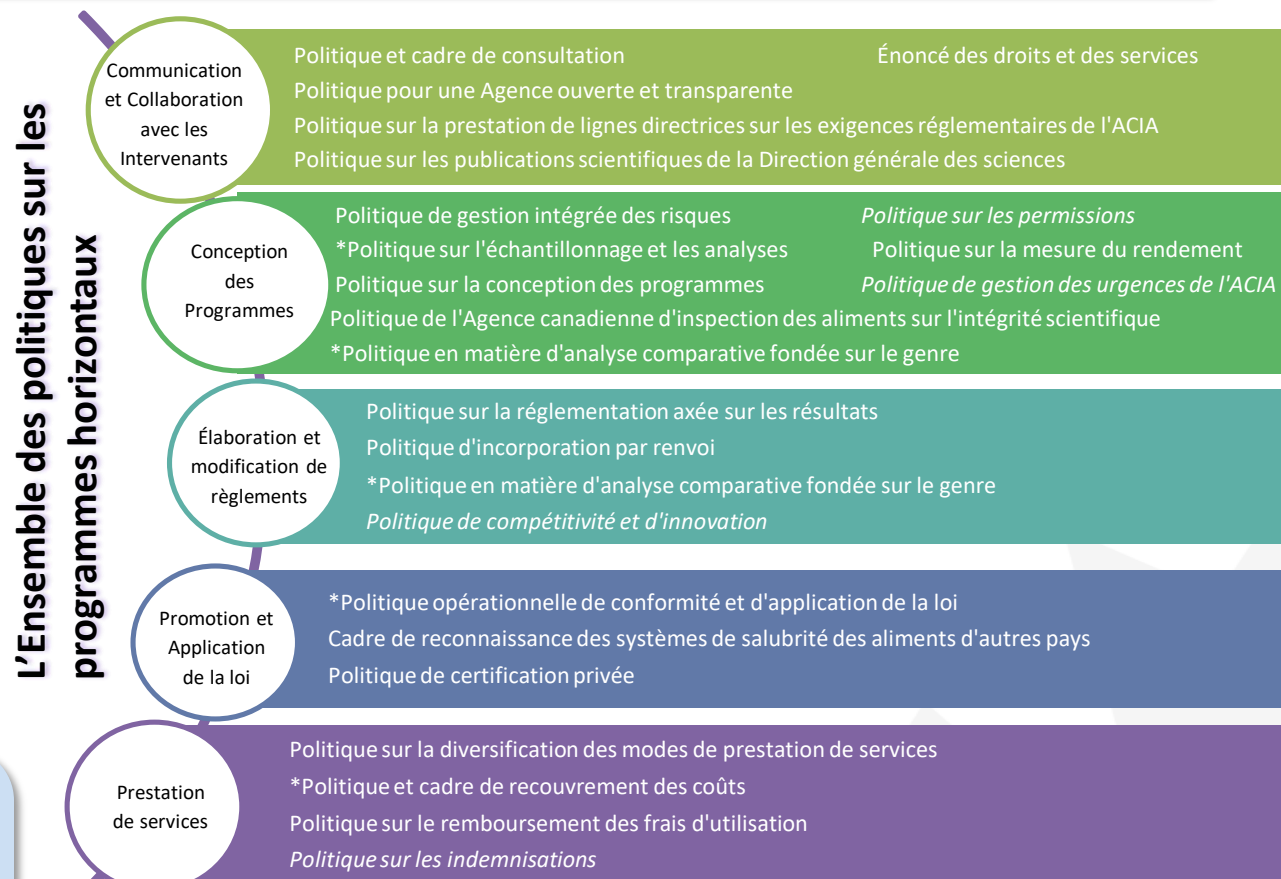 L'Ensemble des politiques sur les
programmes horizontaux
Communication
et Collaboration
avec les
Intervenants
Politique et cadre de consultation
Énoncé des droits et des services
Politique pour une Agence ouverte et transparente
Politique sur la prestation de lignes directrices sur les exigences réglementaires de l'ACIA
Politique sur les publications scientifiques de la Direction générale des sciences
Conception
des
Programmes
Politique de gestion intégrée des risques
Politique sur les permissions
*Politique sur l'échantillonnage et les analyses
Politique sur la mesure du rendement
Politique sur la conception des programmes
Politique de gestion des urgences de l'ACIA
Politique de l'Agence canadienne d'inspection des aliments sur l'intégrité scientifique
*Politique en matière d'analyse comparative fondée sur le genre
Élaboration et
modification de
règlements
Politique sur la réglementation axée sur les résultats
Politique d'incorporation par renvoi
*Politique en matière d'analyse comparative fondée sur le genre
Politique de compétitivité et d'innovation
Promotion et
Application
de la loi
*Politique opérationnelle de conformité et d'application de la loi
Cadre de reconnaissance des systèmes de salubrité des aliments d'autres pays
Politique de certification privée
Prestation
de services
Politique sur la diversification des modes de prestation de services
*Politique et cadre de recouvrement des coûts
Politique sur le remboursement des frais d'utilisation
Politique sur les indemnisations